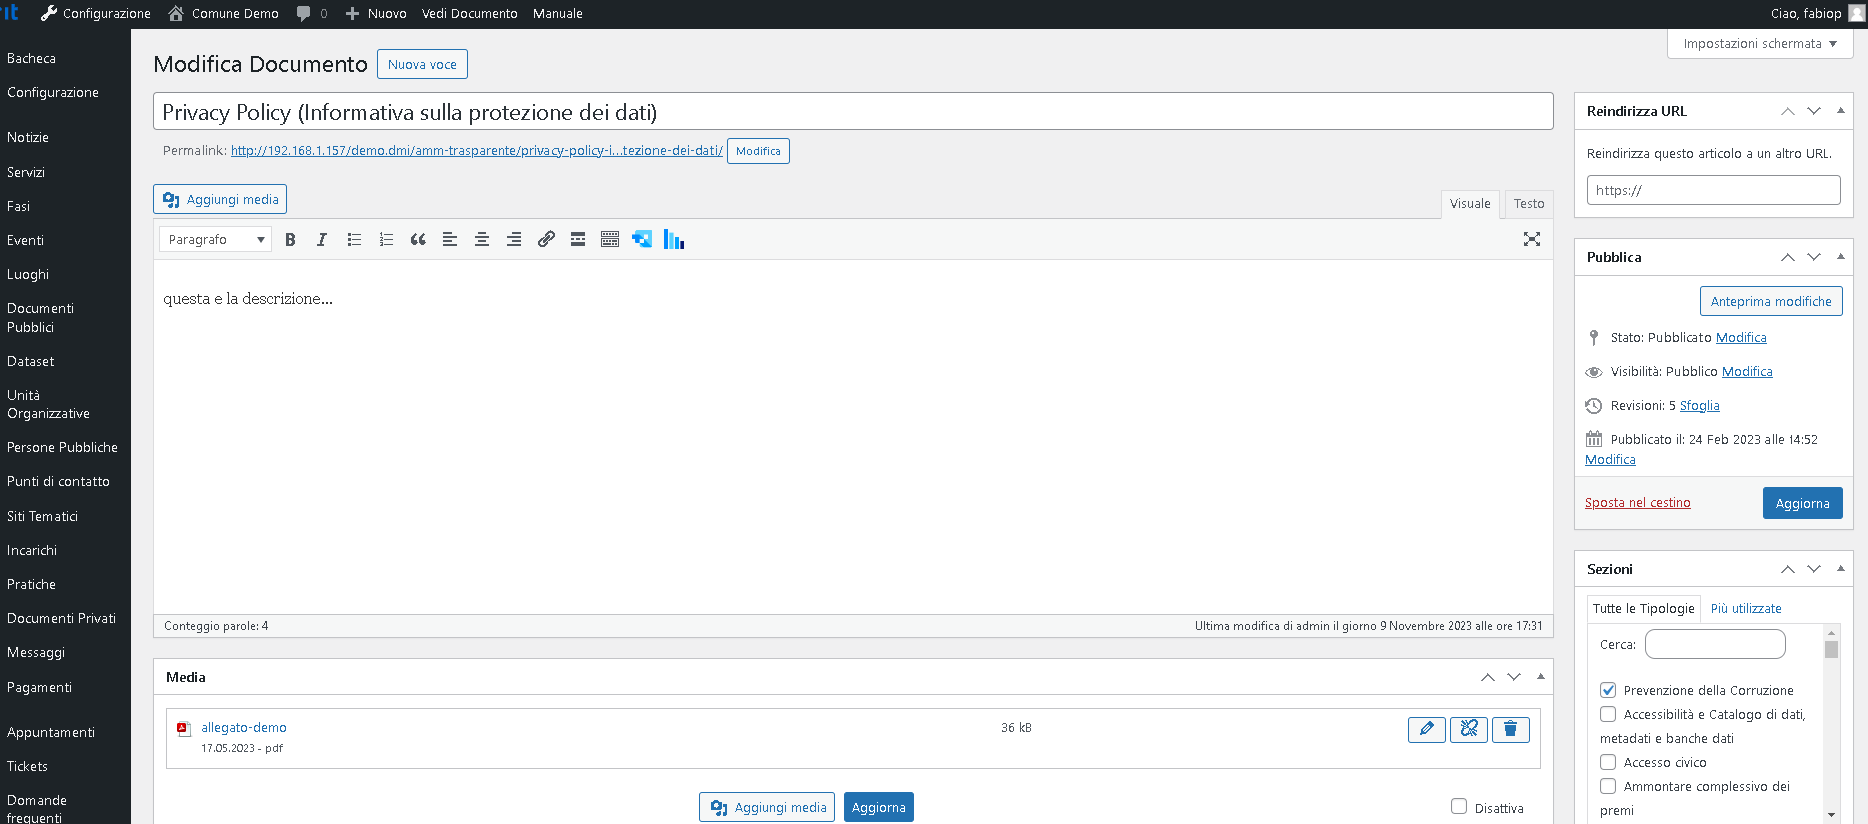 Configurazione
Comune Demo
0
Nuovo
Vedi Documento
Manuale
Ciao, fabiop
Bacheca
Configurazione
Notizie
Servizi
Fasi
Eventi
Luoghi
Documenti
Pubblici
Dataset
Unità
Organizzative
Persone Pubbliche
Punti di contatto
Siti Tematici
Incarichi
Pratiche
Documenti Privati
Messaggi
Pagamenti
Appuntamenti
Tickets
Domande
frequenti
Impostazioni schermata
Modifica Documento
Nuova voce
Privacy Policy (Informativa sulla protezione dei dati)
Permalink: http://192.168.1.157/demo.dmi/amm-trasparente/privacy-policy-i...tezione-dei-dati/ Modifica
Aggiungi media
Visuale
Testo
Paragrafo
questa e la descrizione...
Conteggio parole: 4
Ultima modifica di admin il giorno 9 Novembre 2023 alle ore 17:31
Media
allegato-demo
36 kB
17.05.2023 - pdf
Aggiungi media
Aggiorna
Disattiva
Reindirizza URL
Reindirizza questo articolo a un altro URL.
https://
Pubblica
Anteprima modifiche
Stato: Pubblicato Modifica
Visibilità: Pubblico Modifica
Revisioni: 5 Sfoglia
Pubblicato il: 24 Feb 2023 alle 14:52
Modifica
Sposta nel cestino
Aggiorna
Sezioni
Tutte le Tipologie
Più utilizzate
Cerca:
Prevenzione della Corruzione
Accessibilità e Catalogo di dati,
metadati e banche dati
Accesso civico
Ammontare complessivo dei
premi